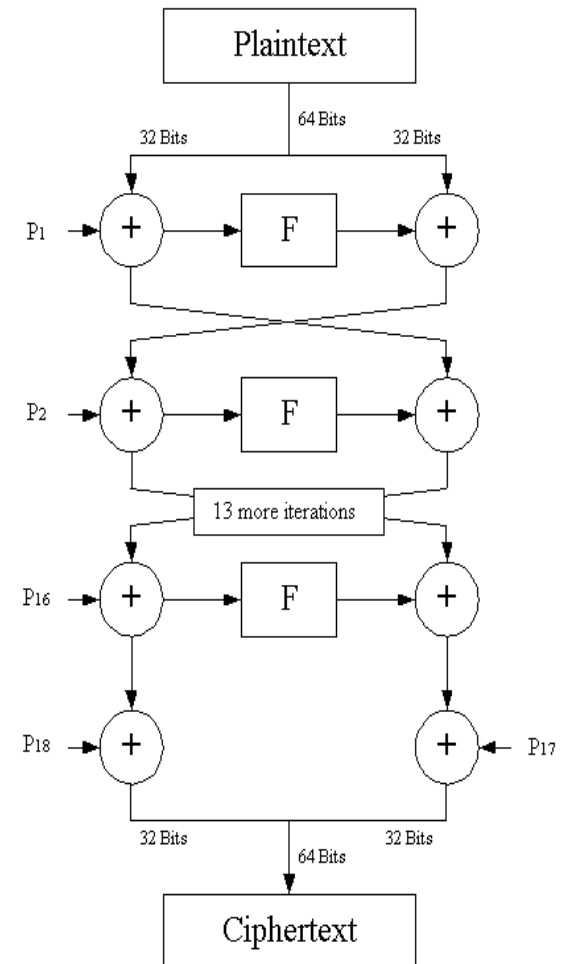 Plaintext
64 Bits
32 Bits 32 Bits
P1 + F +
P2 + F +
13 more iterations
P16 + F +
P18 + + P17
32 Bits 32 Bits
64 Bits
Ciphertext